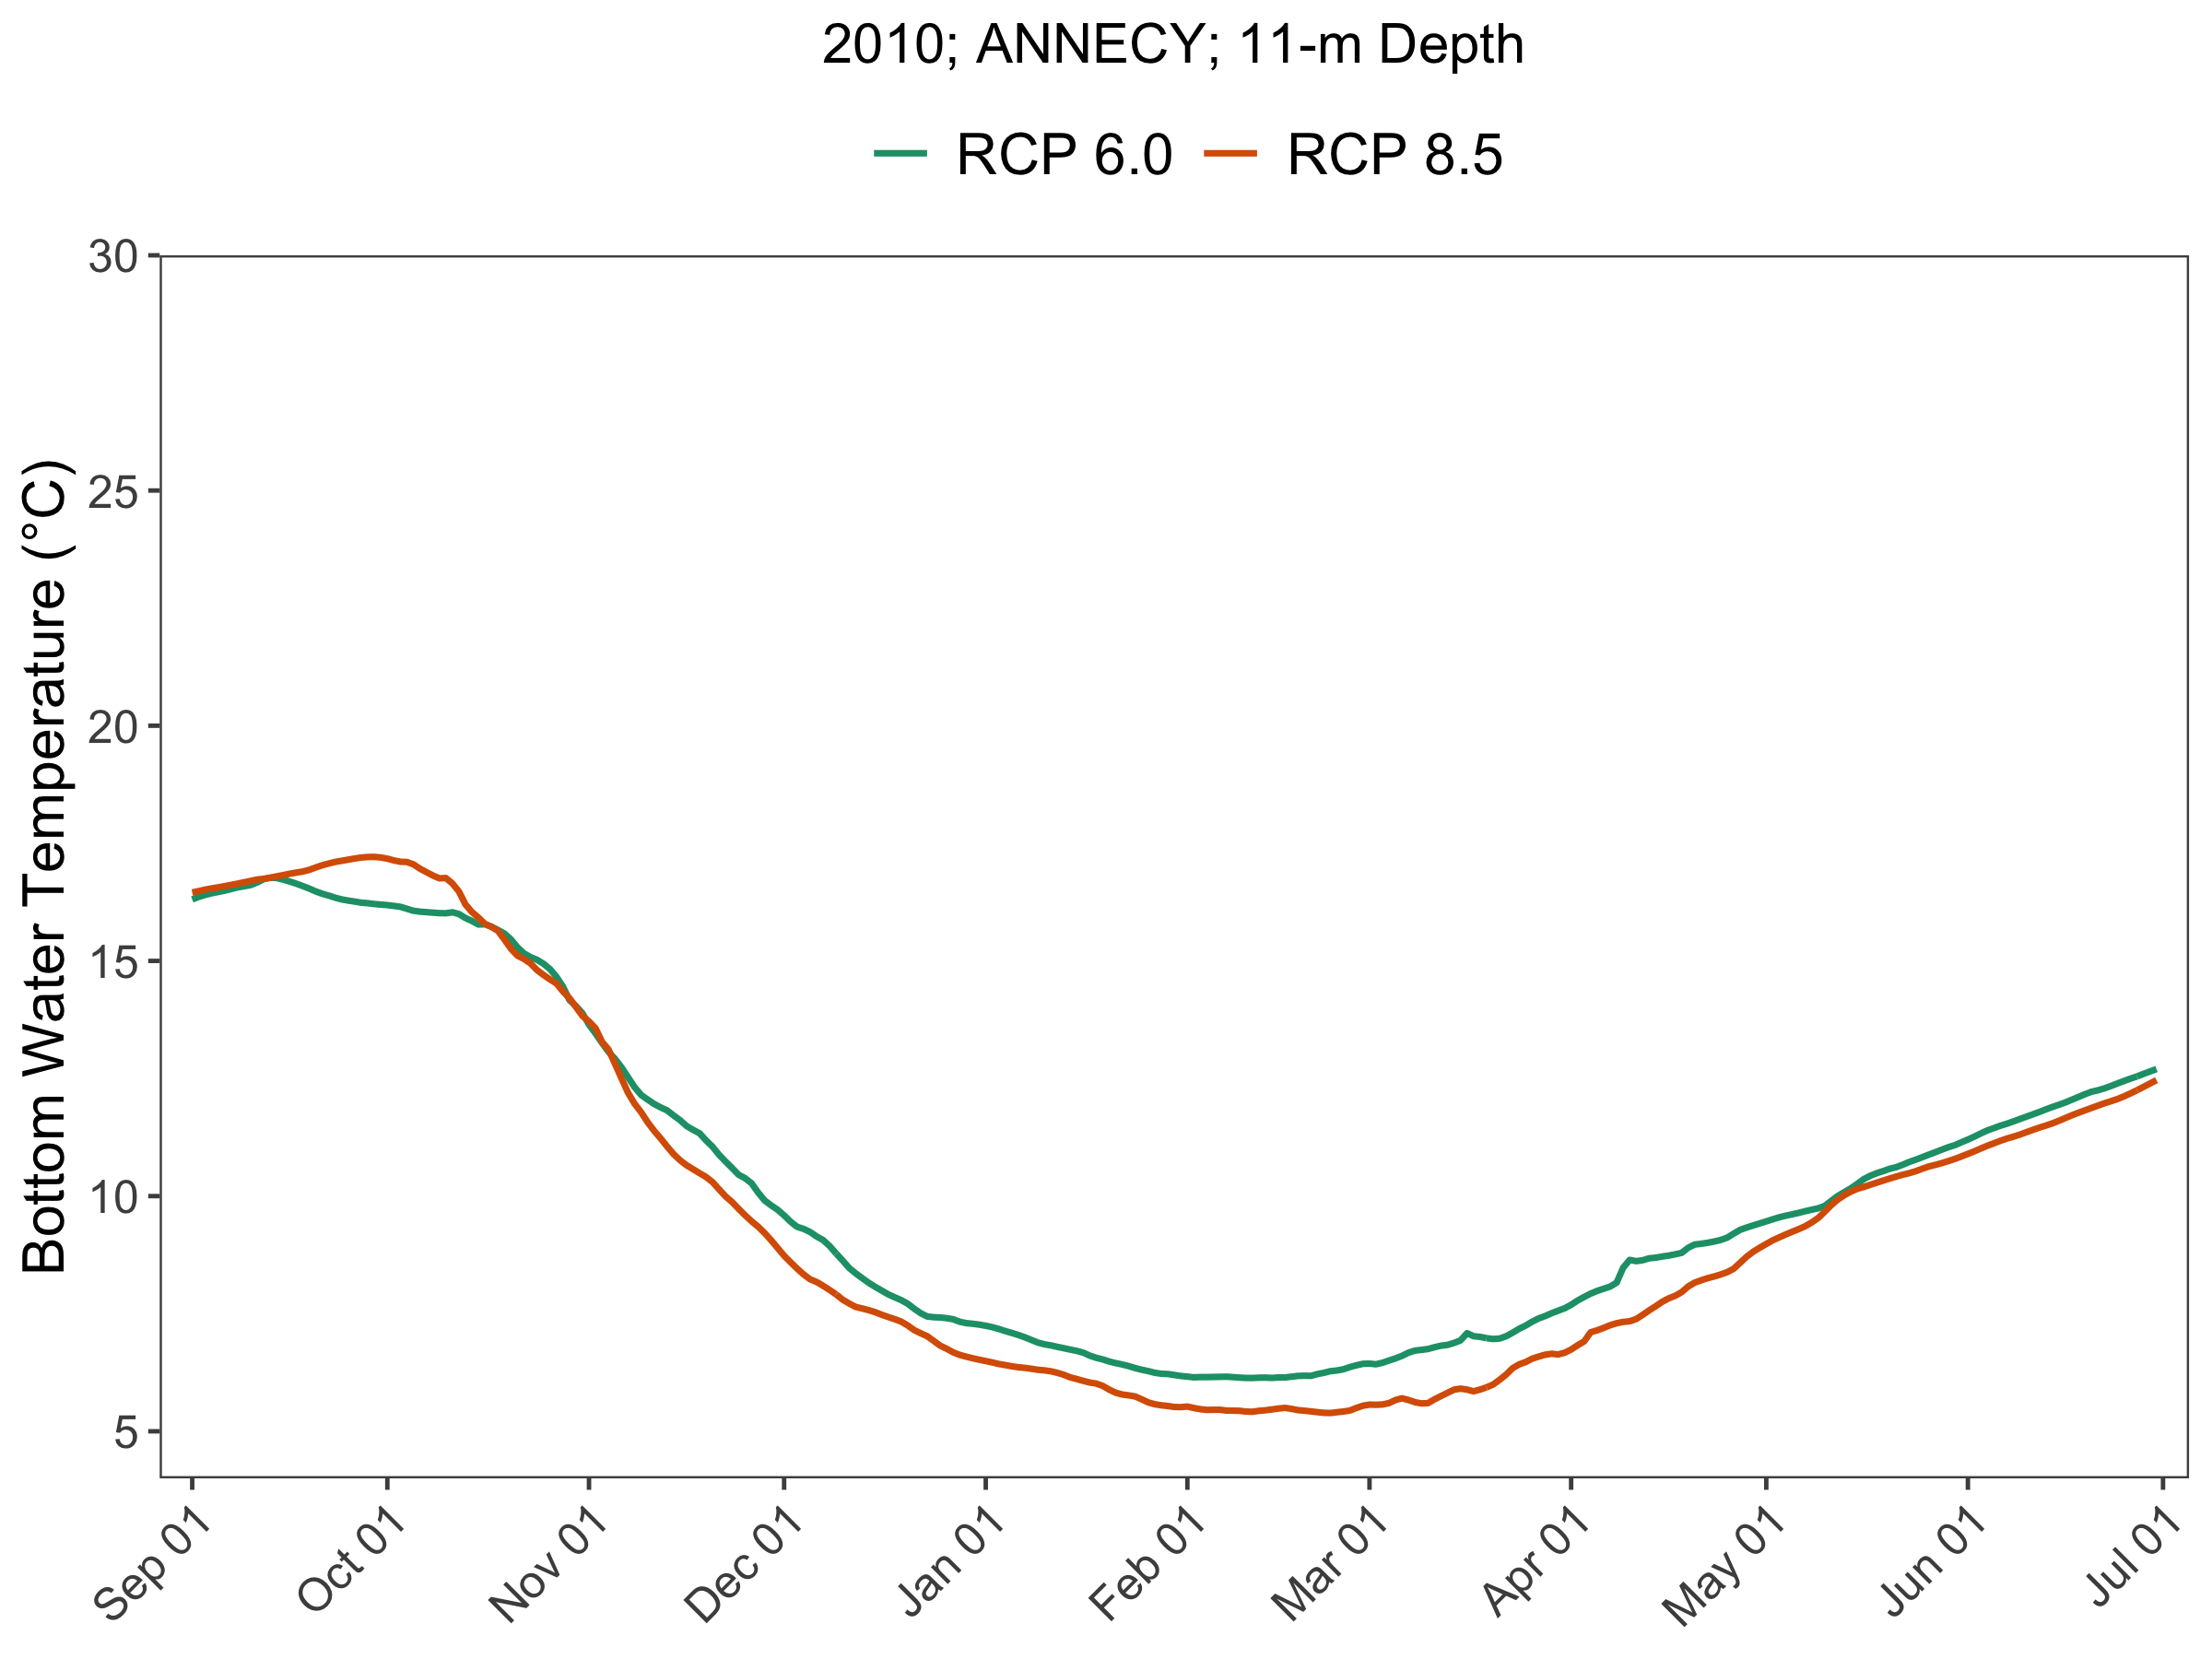 2010; ANNECY; 11-m Depth
RCP 6.0 RCP 8.5
Bottom Water Temperature (°C)
30
25
20
15
10
5
Sep 01 Oct 01 Nov 01 Dec 01 Jan 01 Feb 01 Mar 01 Apr 01 May 01 Jun 01 Jul 01